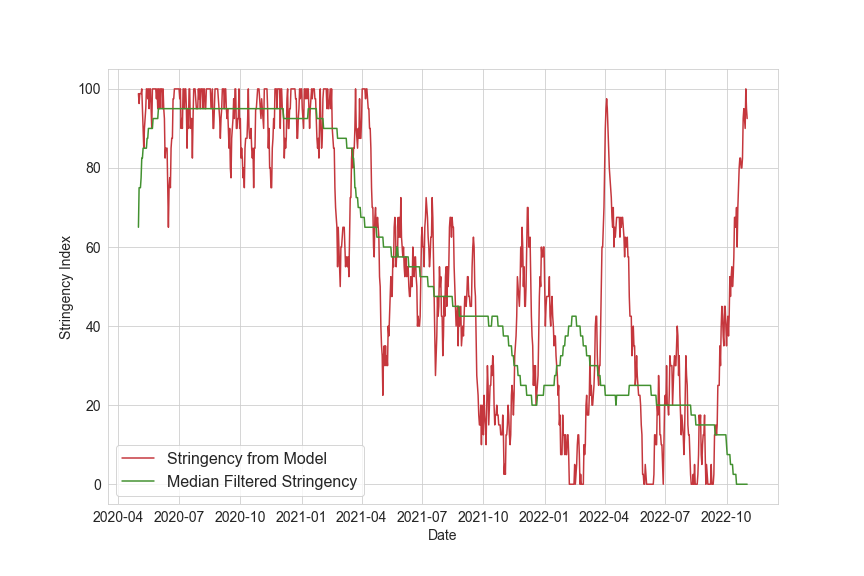 100
80
60
40
20
0
Stringency Index
Stringency from Model
Median Filtered Stringency
2020-04 2020-07 2020-10 2021-01 2021-04 2021-07 2021-10 2022-01 2022-04 2022-07 2022-10
Date